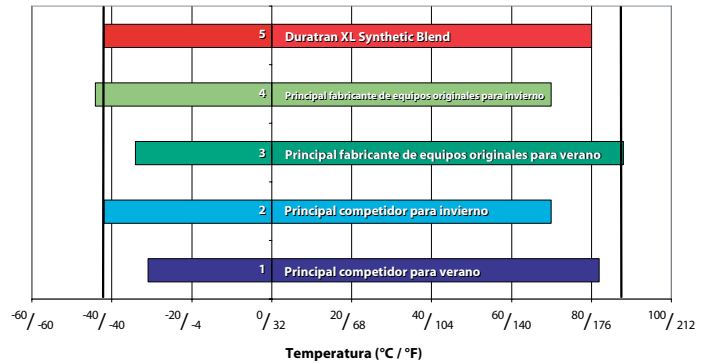 5 Duratran XL Synthetic Blend
4 Principal fabricante de equipos originales para invierno
3 Principal fabricante de equipos originales para verano
2 Principal competidor para invierno
1 Principal competidor para verano
-60/-60 -40/-40 -20/-4 0/32 20/68 40/104 60/140 80/176 100/212
Temperatura (°C / °F)